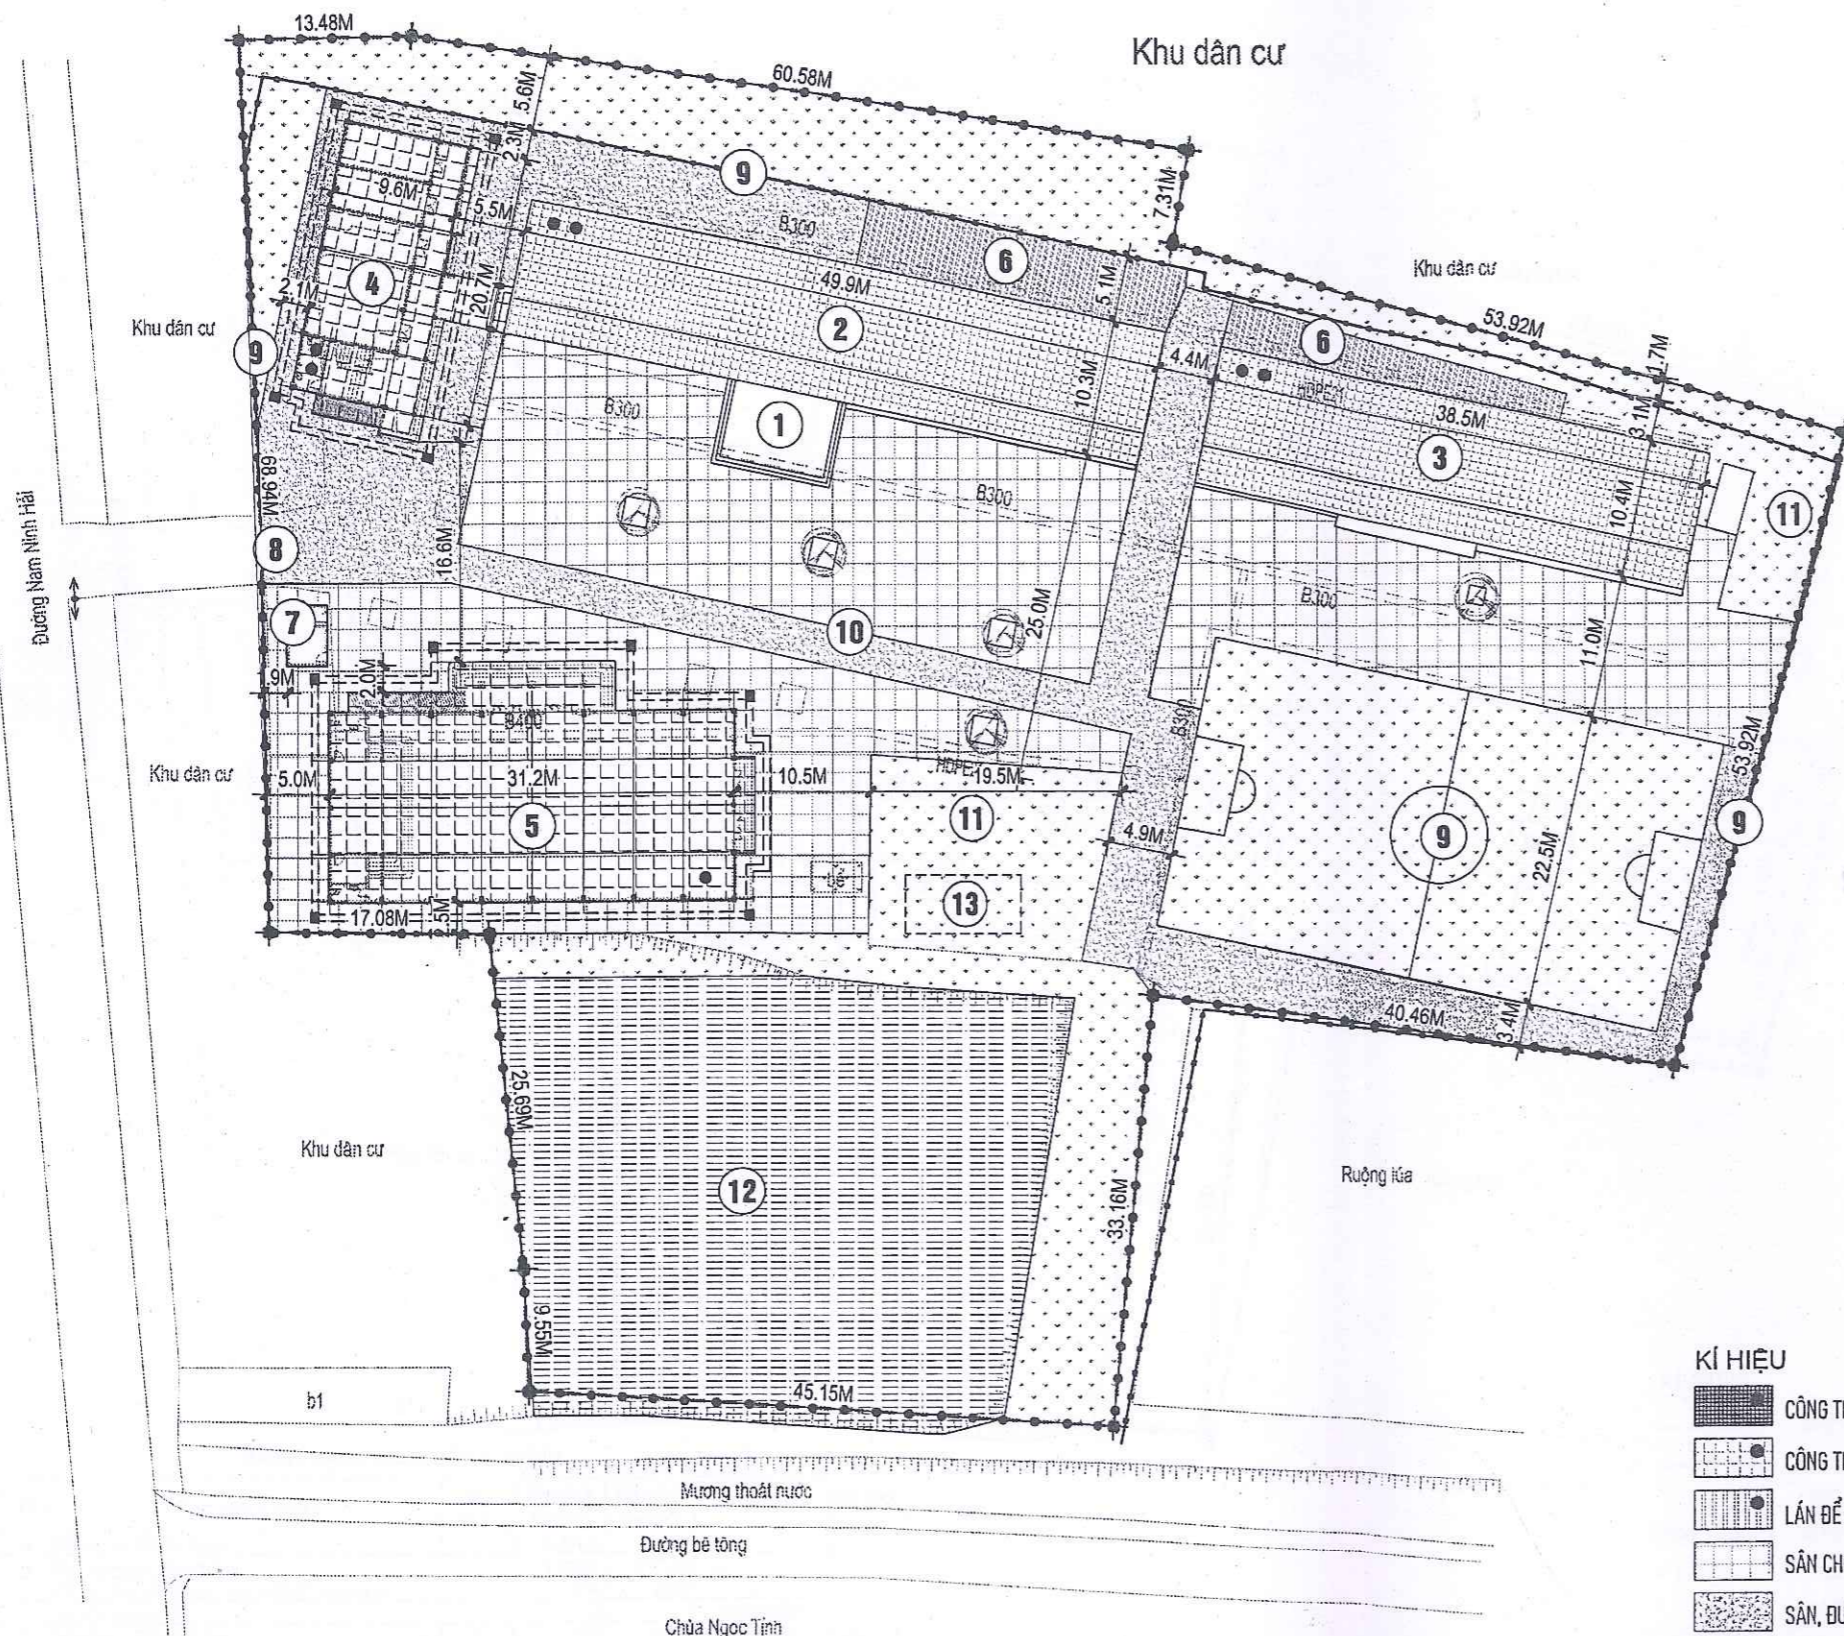 13.48M
Khu dân cư
60.58M
5.6M
2.3M
9
7.31M
9.6M
5.5M
B300
6
Khu dân cư
4
49.9M
5.1M
2.1M
20.7M
Khu dân cư
2
53.92M
6
1.7M
9
4.4M
10.3M
38.5M
3.1M
B300
1
3
68.94M
B300
10.4M
11
Đường Nam Ninh Hải
8
16.6M
7
10
25.0M
B300
11.0M
2.0M
B300
B400
53.92M
Khu dân cư
5.0M
31.2M
10.5M
19.5M
5
11
4.9M
9
9
22.5M
13
17.08M
40.46M
3.4M
25.69M
Khu dân cư
12
33.16M
Ruộng lúa
9.55M
45.15M
b1
KÍ HIỆU
CÔNG
CÔNG
LÁN ĐỂ
SÂN
SÂN,
Mương thoát nước
Đường bê tông
Chùa Ngọc Tịnh